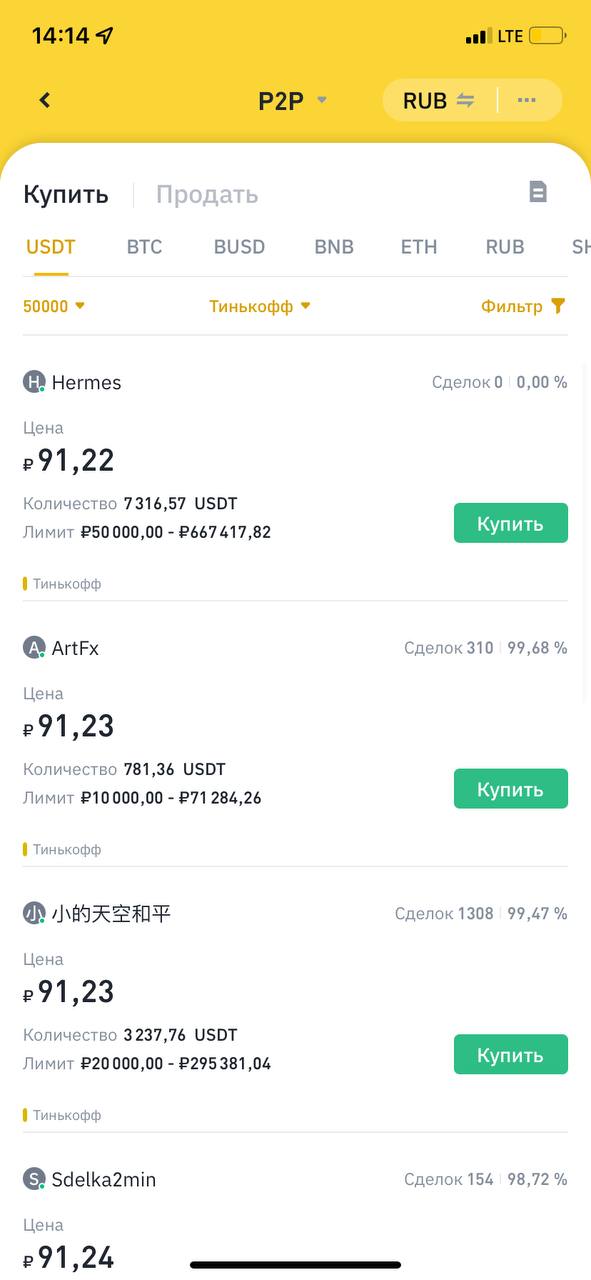 14:14 LTE
P2P RUB
Купить Продать
USDT BTC BUSD BNB ETH RUB SH
50000 Тинькофф Фильтр
H Hermes Сделок 0 0,00 %
Цена
₽ 91,22
Количество 7 316,57 USDT
Лимит ₽50 000,00 - ₽667 417,82
Купить
Тинькофф
A ArtFx Сделок 310 99,68 %
Цена
₽ 91,23
Количество 781,36 USDT
Лимит ₽10 000,00 - ₽71 284,26
Купить
Тинькофф
小 小的天空和平 Сделок 1308 99,47 %
Цена
₽ 91,23
Количество 3 237,76 USDT
Лимит ₽20 000,00 - ₽295 381,04
Купить
Тинькофф
S Sdelka2min Сделок 154 98,72 %
Цена
₽ 91,24